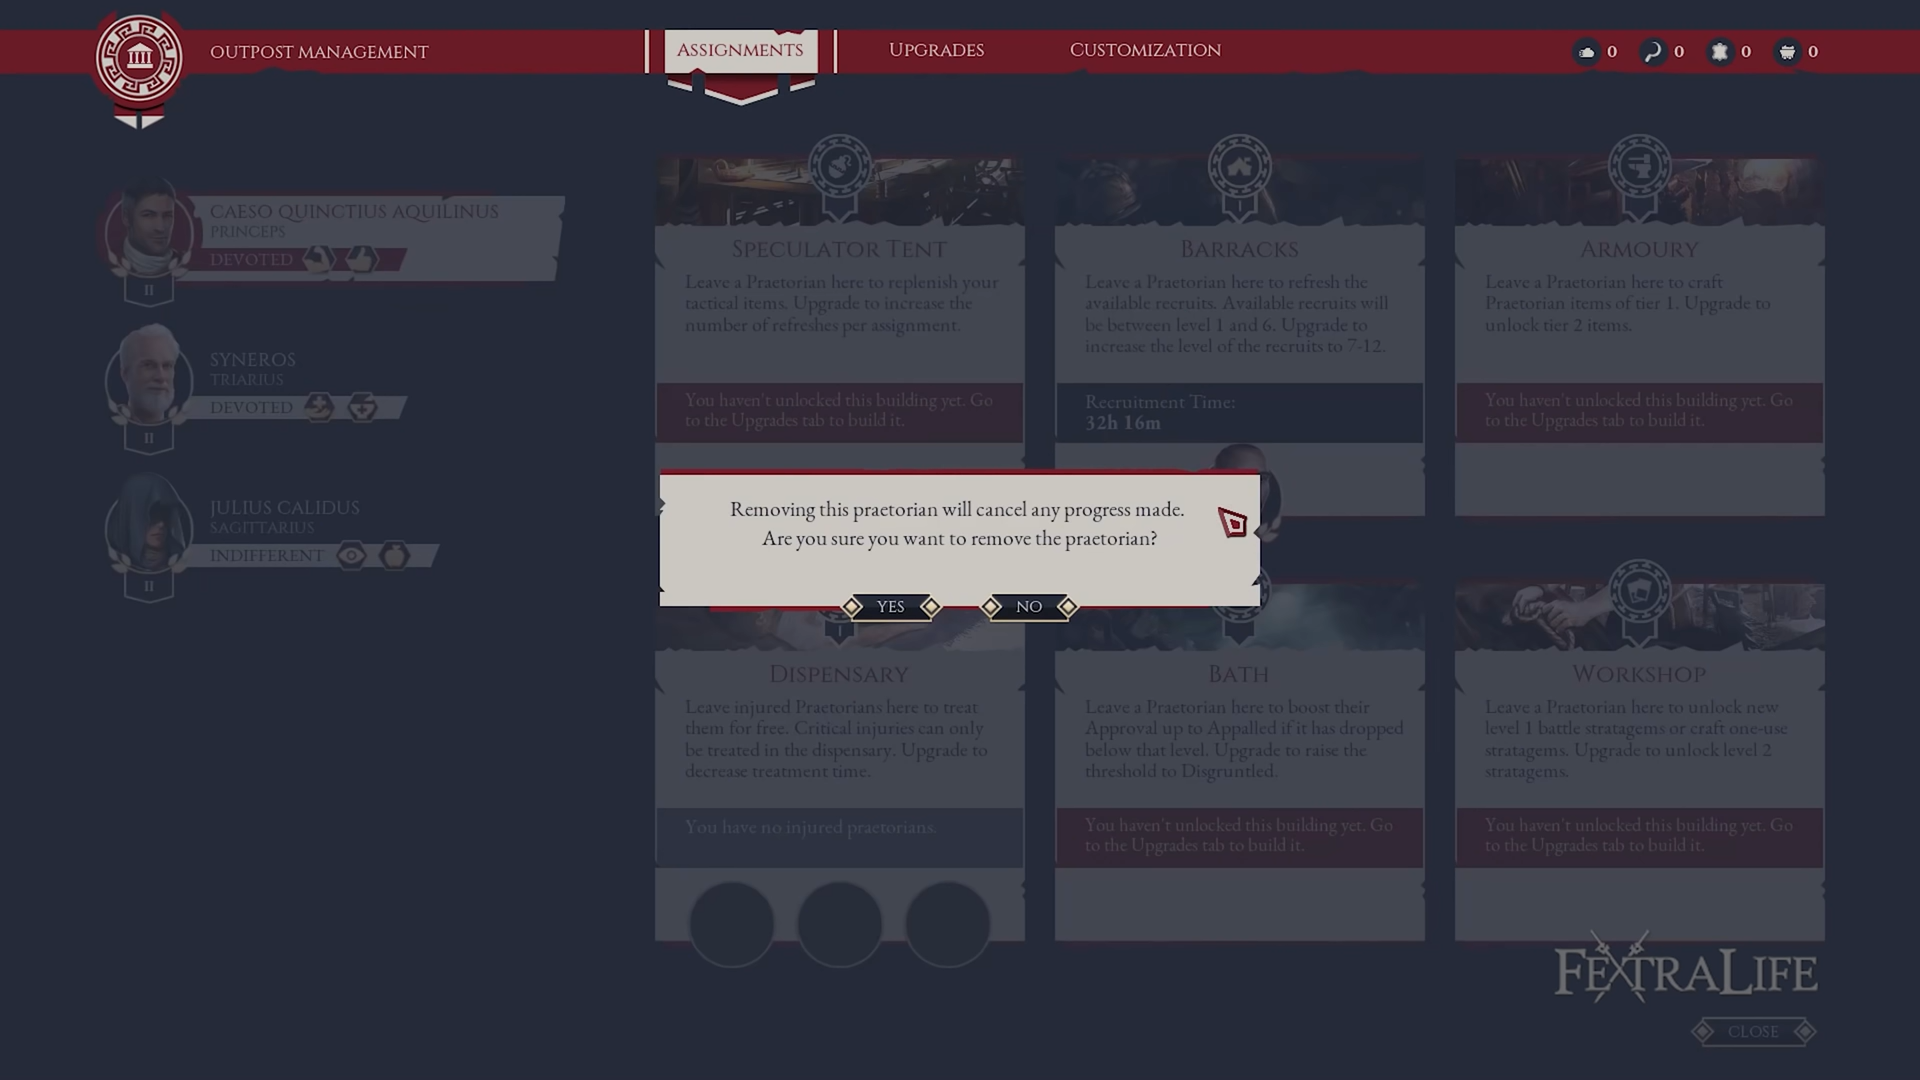 OUTPOST MANAGEMENT
ASSIGNMENTS
UPGRADES
CUSTOMIZATION
0
0
0
0
CAESO QUINCTIUS AQUILINUS
PRINCEPS
DEVOTED
II
SYNEROS
TRIARIUS
DEVOTED
II
JULIUS CALIDUS
SAGITTARIUS
INDIFFERENT
II
SPECULATOR TENT
Leave a Praetorian here to replenish your
tactical items. Upgrade to increase the
number of refreshes per assignment.
You haven't unlocked this building yet. Go
to the Upgrades tab to build it.
I
BARRACKS
Leave a Praetorian here to refresh the
available recruits. Available recruits will
be between level 1 and 6. Upgrade to
increase the level of the recruits to 7-12.
Recruitment Time:
32h 16m
ARMOURY
Leave a Praetorian here to craft
Praetorian items of tier 1. Upgrade to
unlock tier 2 items.
You haven't unlocked this building yet. Go
to the Upgrades tab to build it.
Removing this praetorian will cancel any progress made.
Are you sure you want to remove the praetorian?
YES
NO
I
DISPENSARY
Leave injured Praetorians here to treat
them for free. Critical injuries can only
be treated in the dispensary. Upgrade to
decrease treatment time.
You have no injured praetorians.
BATH
Leave a Praetorian here to boost their
Approval up to Appalled if it has dropped
below that level. Upgrade to raise the
threshold to Disgruntled.
You haven't unlocked this building yet. Go
to the Upgrades tab to build it.
WORKSHOP
Leave a Praetorian here to unlock new
level 1 battle stratagems or craft one-use
stratagems. Upgrade to unlock level 2
stratagems.
You haven't unlocked this building yet. Go
to the Upgrades tab to build it.
FEXTRALIFE
CLOSE